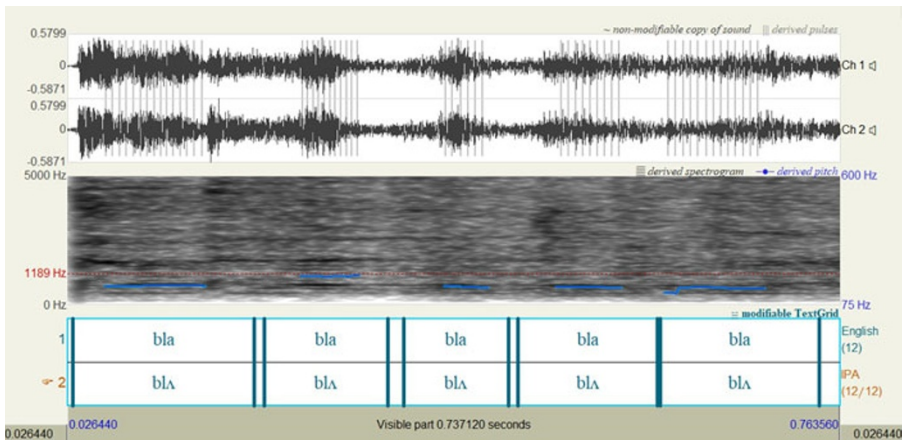 ~ non-modifiable copy of sound derived pulses
0.5799
0
-0.5871
Ch 1
0.5799
0
-0.5871
Ch 2
derived spectrogram derived pitch
5000 Hz
600 Hz
1189 Hz
0 Hz
75 Hz
modifiable TextGrid
1 bla bla bla bla bla English (12)
2 blʌ blʌ blʌ blʌ blʌ IPA (12/12)
0.026440 Visible part 0.737120 seconds 0.763560
0.026440 0.026440